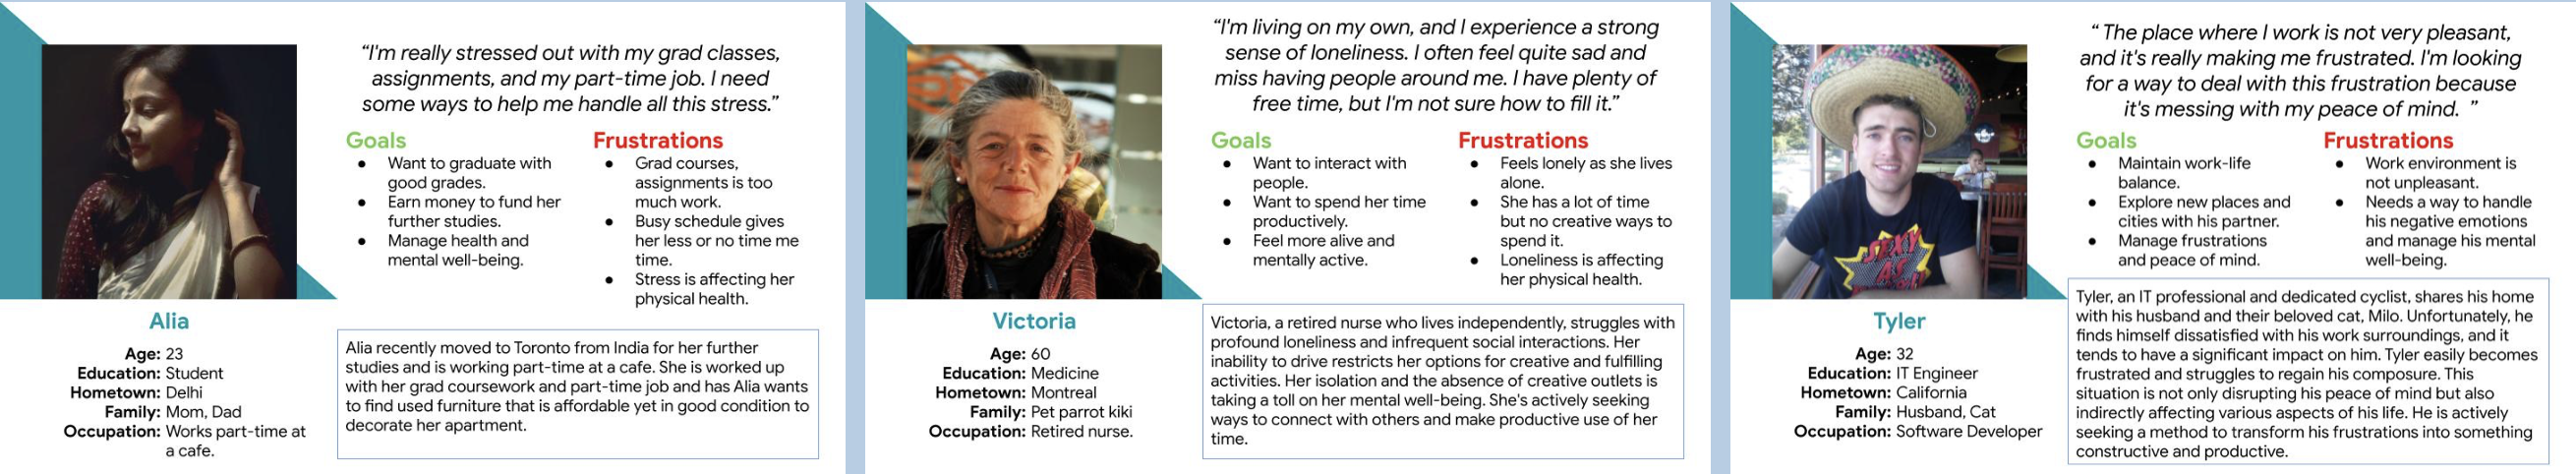 “I'm really stressed out with my grad classes,
assignments, and my part-time job. I need
some ways to help me handle all this stress.”
Goals
● Want to graduate with
good grades.
● Earn money to fund her
further studies.
● Manage health and
mental well-being.
Frustrations
● Grad courses,
assignments is too
much work.
● Busy schedule gives
her less or no time me
time.
● Stress is affecting her
physical health.
Alia
Age: 23
Education: Student
Hometown: Delhi
Family: Mom, Dad
Occupation: Works part-time at
a cafe.
Alia recently moved to Toronto from India for her further
studies and is working part-time at a cafe. She is worked up
with her grad coursework and part-time job and has Alia wants
to find used furniture that is affordable yet in good condition to
decorate her apartment.
“I'm living on my own, and I experience a strong
sense of loneliness. I often feel quite sad and
miss having people around me. I have plenty of
free time, but I'm not sure how to fill it.”
Goals
● Want to interact with
people.
● Want to spend her time
productively.
● Feel more alive and
mentally active.
Frustrations
● Feels lonely as she lives
alone.
● She has a lot of time
but no creative ways to
spend it.
● Loneliness is affecting
her physical health.
Victoria
Age: 60
Education: Medicine
Hometown: Montreal
Family: Pet parrot kiki
Occupation: Retired nurse.
Victoria, a retired nurse who lives independently, struggles with
profound loneliness and infrequent social interactions. Her
inability to drive restricts her options for creative and fulfilling
activities. Her isolation and the absence of creative outlets is
taking a toll on her mental well-being. She's actively seeking
ways to connect with others and make productive use of her
time.
“ The place where I work is not very pleasant,
and it's really making me frustrated. I'm looking
for a way to deal with this frustration because
it's messing with my peace of mind. ”
Goals
● Maintain work-life
balance.
● Explore new places and
cities with his partner.
● Manage frustrations
and peace of mind.
Frustrations
● Work environment is
not unpleasant.
● Needs a way to handle
his negative emotions
and manage his mental
well-being.
SEXY
AS
Tyler
Age: 32
Education: IT Engineer
Hometown: California
Family: Husband, Cat
Occupation: Software Developer
Tyler, an IT professional and dedicated cyclist, shares his home
with his husband and their beloved cat, Milo. Unfortunately, he
finds himself dissatisfied with his work surroundings, and it
tends to have a significant impact on him. Tyler easily becomes
frustrated and struggles to regain his composure. This
situation is not only disrupting his peace of mind but also
indirectly affecting various aspects of his life. He is actively
seeking a method to transform his frustrations into something
constructive and productive.